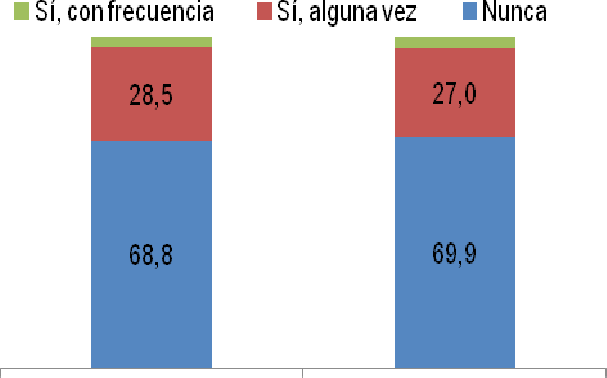 Sí, con frecuencia Sí, alguna vez Nunca
28,5 27,0
68,8 69,9